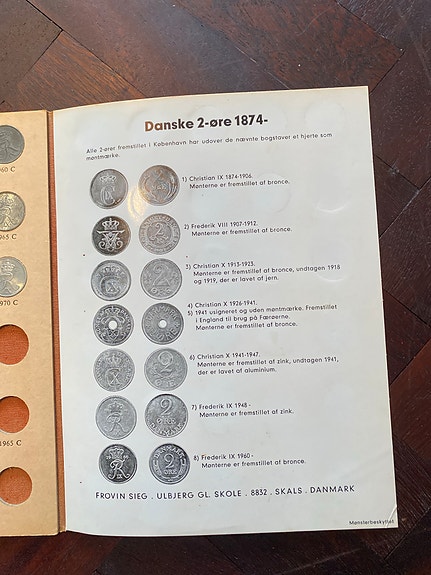 Danske 2-øre 1874-
Alle 2-ører fremstillet i København har udover de nævnte bogstaver et hjerte som
møntmærke.
1) Christian IX 1874-1906.
Mønterne er fremstillet af bronce.
2) Frederik VIII 1907-1912.
Mønterne er fremstillet af bronce.
3) Christian X 1913-1923.
Mønterne er fremstillet af bronce, undtagen 1918
og 1919, der er lavet af jern.
4) Christian X 1926-1941.
5) 1941 usigneret og uden møntmærke. Fremstillet
i England til brug på Færøerne.
Mønterne er fremstillet af bronce.
6) Christian X 1941-1947.
Mønterne er fremstillet af zink, undtagen 1941,
der er lavet af aluminium.
7) Frederik IX 1948 -
Mønterne er fremstillet af zink.
8) Frederik IX 1960 -
Mønterne er fremstillet af bronce.
FROVIN SIEG . ULBJERG GL. SKOLE . 8832 . SKALS . DANMARK
Mønsterbeskyttet
1960 C
1965 C
1970 C
1965 C